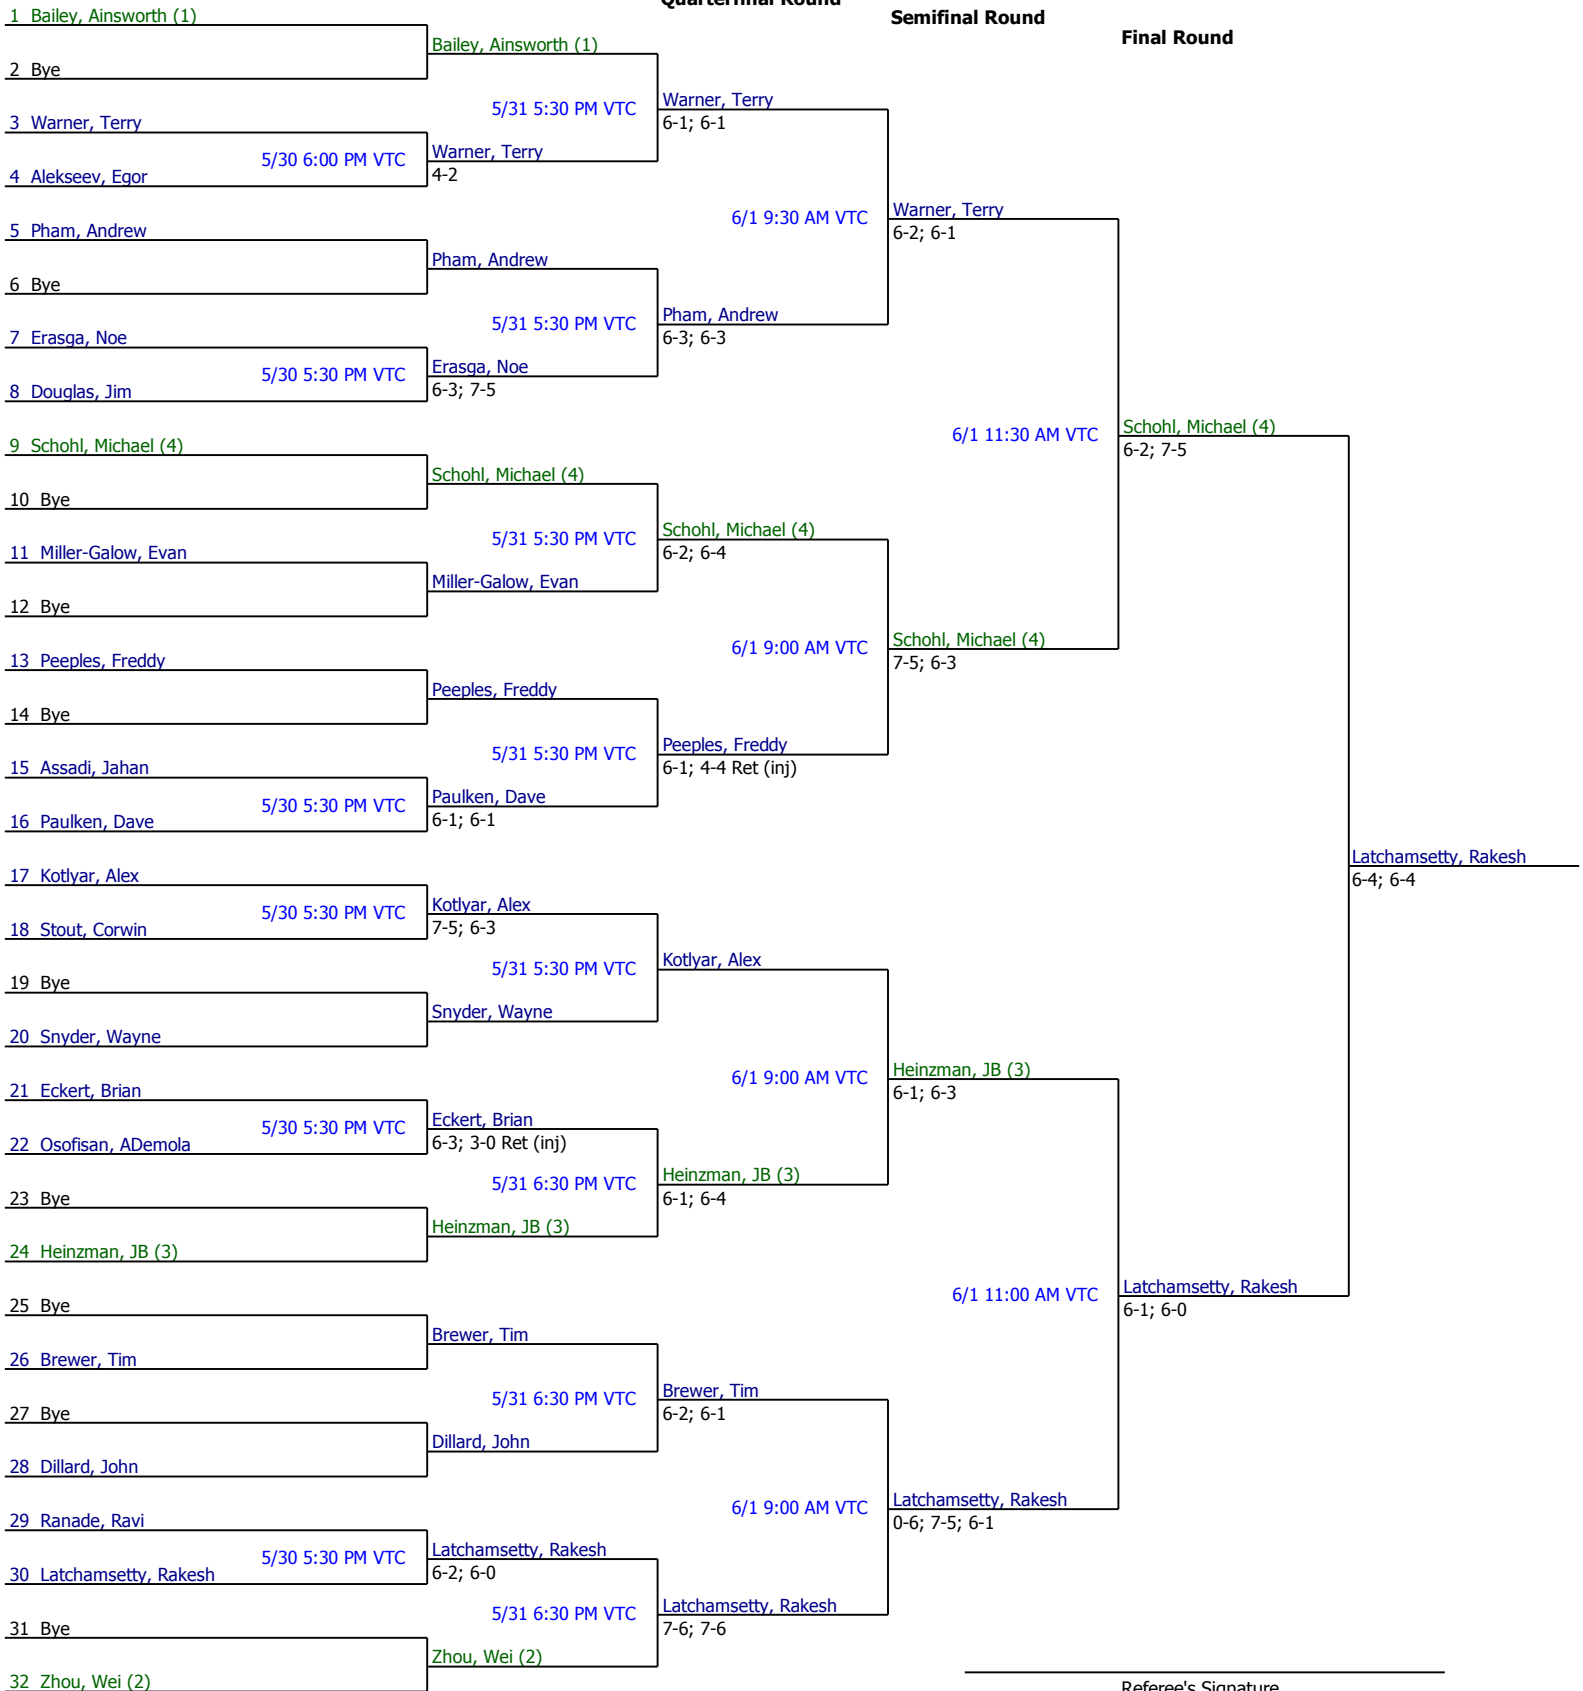 Quarterfinal Round
Semifinal Round
Final Round
1 Bailey, Ainsworth (1)
2 Bye
3 Warner, Terry
5/30 6:00 PM VTC
4 Alekseev, Egor
5 Pham, Andrew
6 Bye
7 Erasga, Noe
5/30 5:30 PM VTC
8 Douglas, Jim
9 Schohl, Michael (4)
10 Bye
11 Miller-Galow, Evan
12 Bye
13 Peeples, Freddy
14 Bye
15 Assadi, Jahan
5/30 5:30 PM VTC
16 Paulken, Dave
17 Kotlyar, Alex
5/30 5:30 PM VTC
18 Stout, Corwin
19 Bye
20 Snyder, Wayne
21 Eckert, Brian
5/30 5:30 PM VTC
22 Osofisan, ADemola
23 Bye
24 Heinzman, JB (3)
25 Bye
26 Brewer, Tim
27 Bye
28 Dillard, John
29 Ranade, Ravi
5/30 5:30 PM VTC
30 Latchamsetty, Rakesh
31 Bye
32 Zhou, Wei (2)
Bailey, Ainsworth (1)
5/31 5:30 PM VTC
Warner, Terry
4-2
Pham, Andrew
5/31 5:30 PM VTC
Erasga, Noe
6-3; 7-5
Schohl, Michael (4)
5/31 5:30 PM VTC
Miller-Galow, Evan
Peeples, Freddy
5/31 5:30 PM VTC
Paulken, Dave
6-1; 6-1
Kotlyar, Alex
7-5; 6-3
5/31 5:30 PM VTC
Snyder, Wayne
Eckert, Brian
6-3; 3-0 Ret (inj)
5/31 6:30 PM VTC
Heinzman, JB (3)
Brewer, Tim
5/31 6:30 PM VTC
Dillard, John
Latchamsetty, Rakesh
6-2; 6-0
5/31 6:30 PM VTC
Zhou, Wei (2)
Warner, Terry
6-1; 6-1
6/1 9:30 AM VTC
Pham, Andrew
6-3; 6-3
Schohl, Michael (4)
6-2; 6-4
6/1 9:00 AM VTC
Peeples, Freddy
6-1; 4-4 Ret (inj)
Kotlyar, Alex
6/1 9:00 AM VTC
Heinzman, JB (3)
6-1; 6-4
Brewer, Tim
6-2; 6-1
6/1 9:00 AM VTC
Latchamsetty, Rakesh
7-6; 7-6
Warner, Terry
6-2; 6-1
6/1 11:30 AM VTC
Schohl, Michael (4)
7-5; 6-3
Heinzman, JB (3)
6-1; 6-3
6/1 11:00 AM VTC
Latchamsetty, Rakesh
0-6; 7-5; 6-1
Schohl, Michael (4)
6-2; 7-5
Latchamsetty, Rakesh
6-1; 6-0
Latchamsetty, Rakesh
6-4; 6-4
Referee's Signature